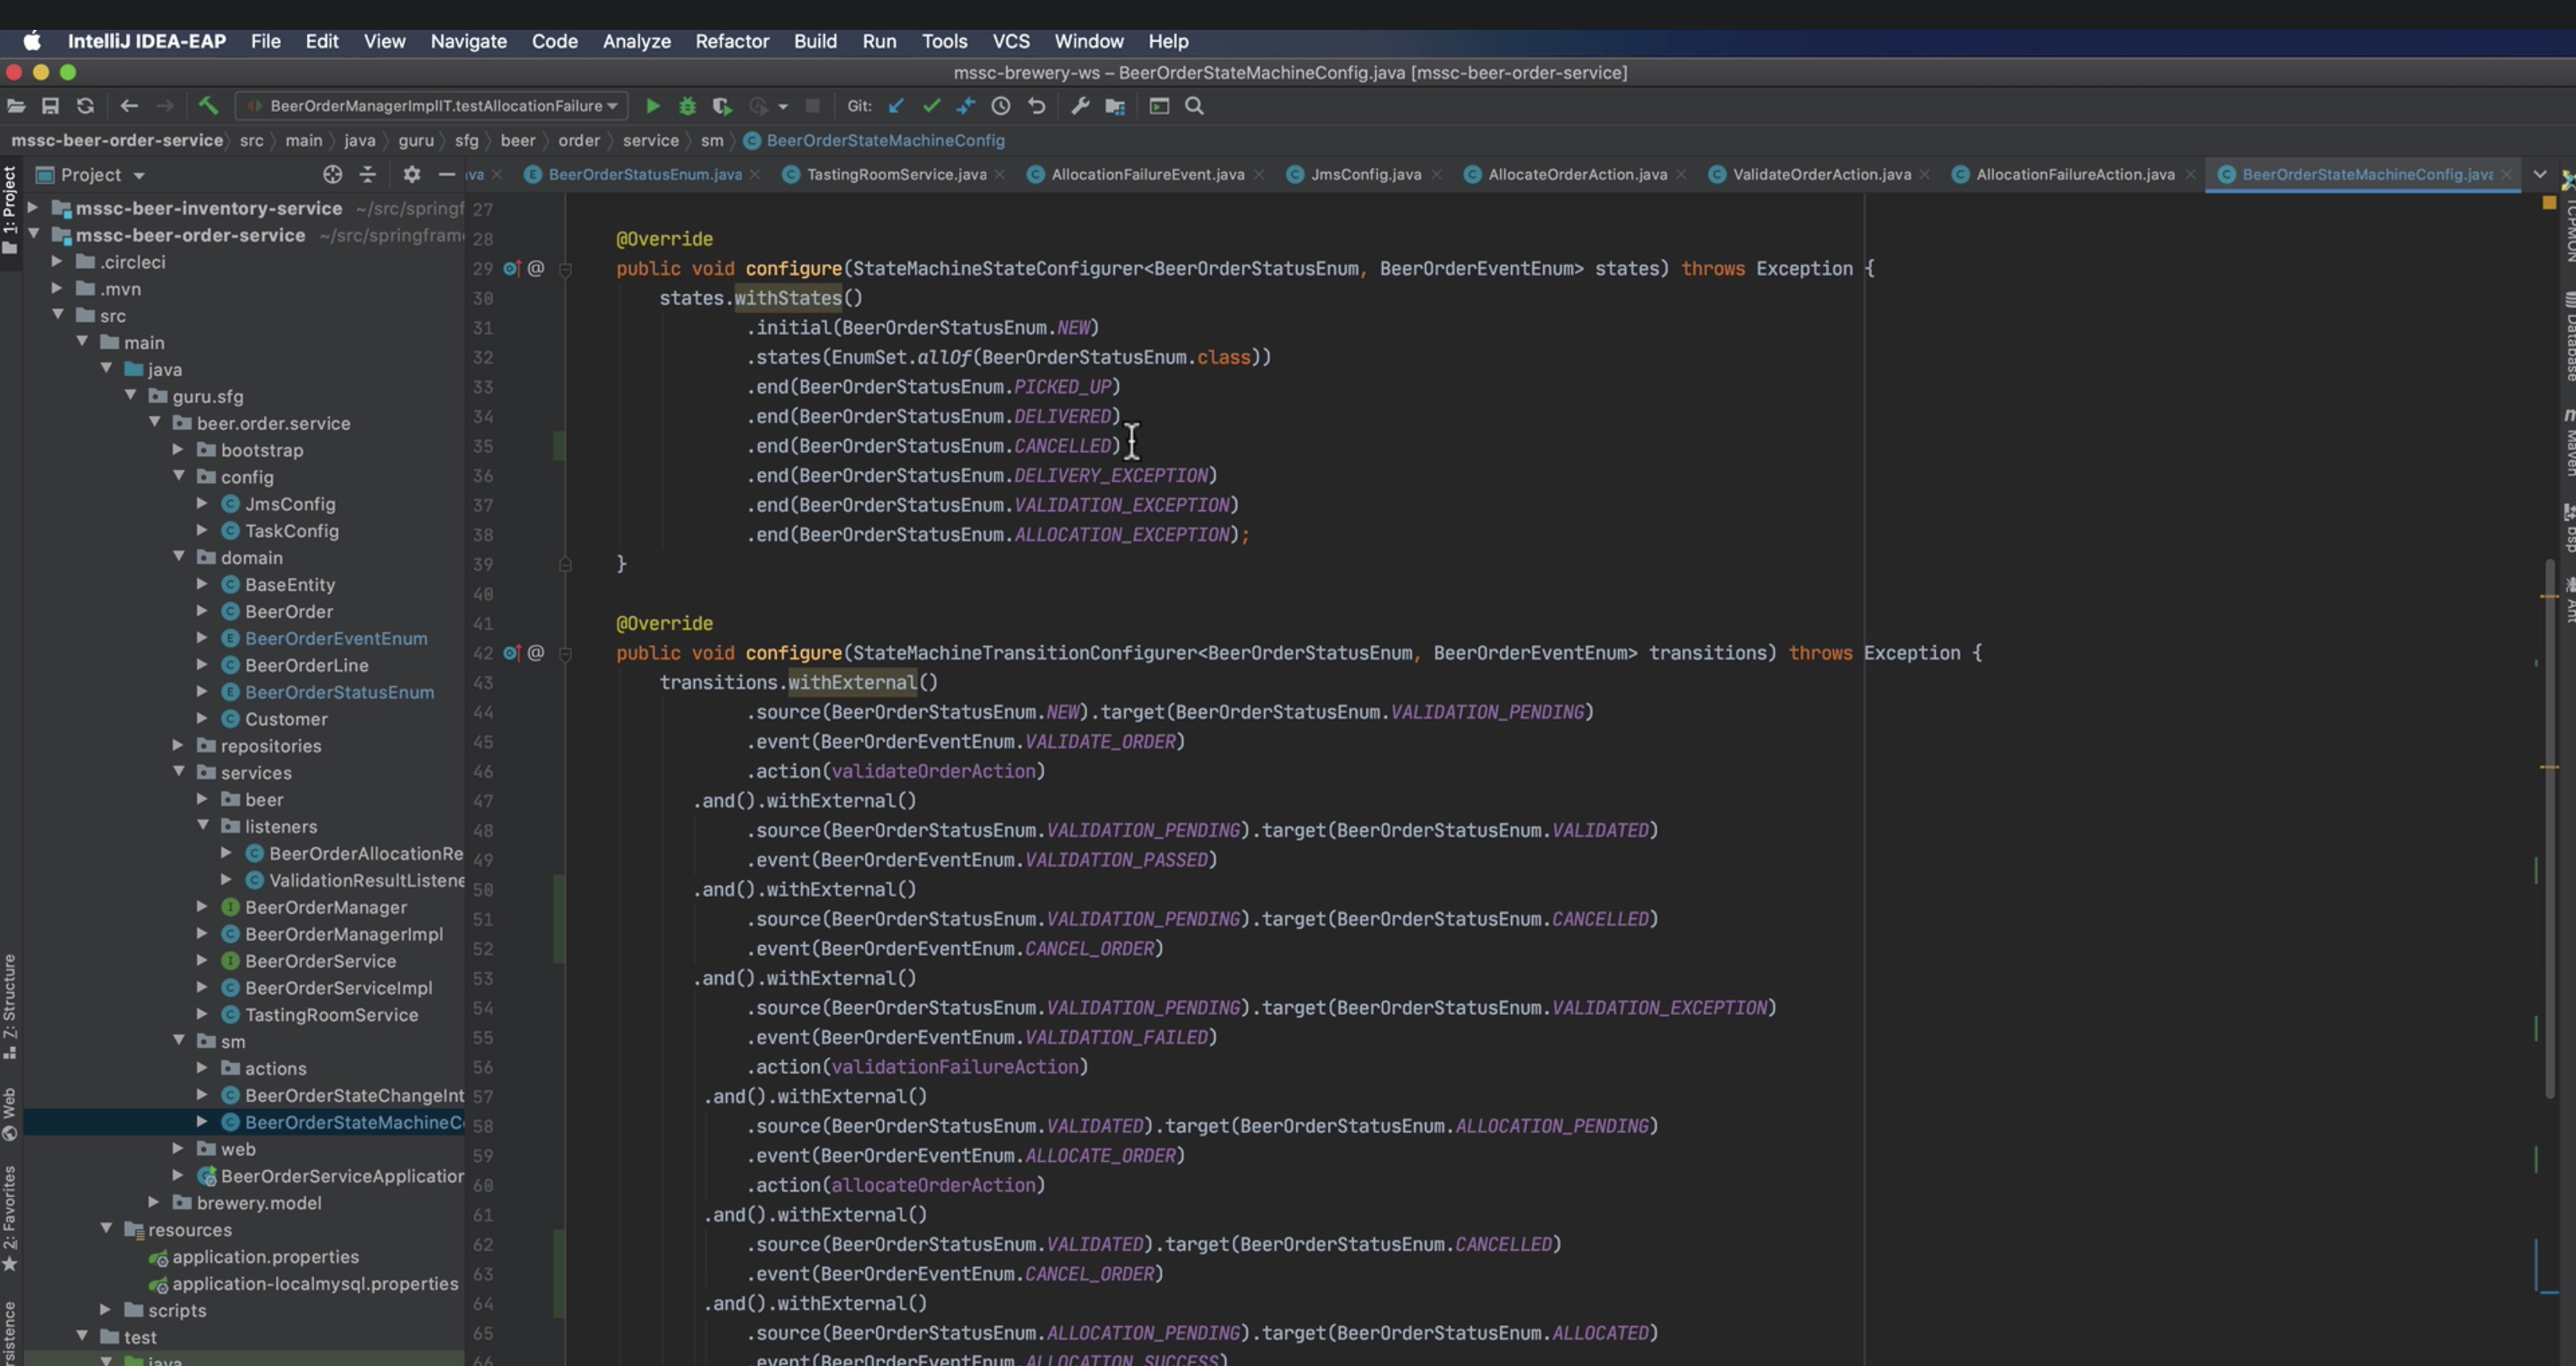 IntelliJ IDEA-EAP File Edit View Navigate Code Analyze Refactor Build Run Tools VCS Window Help
mssc-brewery-ws – BeerOrderStateMachineConfig.java [mssc-beer-order-service]
BeerOrderManagerImplIT.testAllocationFailure Git:
mssc-beer-order-service src main java guru sfg beer order service sm BeerOrderStateMachineConfig
Project
va BeerOrderStatusEnum.java TastingRoomService.java AllocationFailureEvent.java JmsConfig.java AllocateOrderAction.java ValidateOrderAction.java AllocationFailureAction.java BeerOrderStateMachineConfig.java
1: Project
Z: Structure
Web
2: Favorites
rsistence
mssc-beer-inventory-service ~/src/springf
mssc-beer-order-service ~/src/springfram
.circleci
.mvn
src
main
java
guru.sfg
beer.order.service
bootstrap
config
JmsConfig
TaskConfig
domain
BaseEntity
BeerOrder
BeerOrderEventEnum
BeerOrderLine
BeerOrderStatusEnum
Customer
repositories
services
beer
listeners
BeerOrderAllocationRe
ValidationResultListene
BeerOrderManager
BeerOrderManagerImpl
BeerOrderService
BeerOrderServiceImpl
TastingRoomService
sm
actions
BeerOrderStateChangeInt
BeerOrderStateMachineC
web
BeerOrderServiceApplication
brewery.model
resources
application.properties
application-localmysql.properties
scripts
test
java
27
28 @Override
29 @ public void configure(StateMachineStateConfigurer<BeerOrderStatusEnum, BeerOrderEventEnum> states) throws Exception {
30 states.withStates()
31 .initial(BeerOrderStatusEnum.NEW)
32 .states(EnumSet.allOf(BeerOrderStatusEnum.class))
33 .end(BeerOrderStatusEnum.PICKED_UP)
34 .end(BeerOrderStatusEnum.DELIVERED)
35 .end(BeerOrderStatusEnum.CANCELLED)
36 .end(BeerOrderStatusEnum.DELIVERY_EXCEPTION)
37 .end(BeerOrderStatusEnum.VALIDATION_EXCEPTION)
38 .end(BeerOrderStatusEnum.ALLOCATION_EXCEPTION);
39 }
40
41 @Override
42 @ public void configure(StateMachineTransitionConfigurer<BeerOrderStatusEnum, BeerOrderEventEnum> transitions) throws Exception {
43 transitions.withExternal()
44 .source(BeerOrderStatusEnum.NEW).target(BeerOrderStatusEnum.VALIDATION_PENDING)
45 .event(BeerOrderEventEnum.VALIDATE_ORDER)
46 .action(validateOrderAction)
47 .and().withExternal()
48 .source(BeerOrderStatusEnum.VALIDATION_PENDING).target(BeerOrderStatusEnum.VALIDATED)
49 .event(BeerOrderEventEnum.VALIDATION_PASSED)
50 .and().withExternal()
51 .source(BeerOrderStatusEnum.VALIDATION_PENDING).target(BeerOrderStatusEnum.CANCELLED)
52 .event(BeerOrderEventEnum.CANCEL_ORDER)
53 .and().withExternal()
54 .source(BeerOrderStatusEnum.VALIDATION_PENDING).target(BeerOrderStatusEnum.VALIDATION_EXCEPTION)
55 .event(BeerOrderEventEnum.VALIDATION_FAILED)
56 .action(validationFailureAction)
57 .and().withExternal()
58 .source(BeerOrderStatusEnum.VALIDATED).target(BeerOrderStatusEnum.ALLOCATION_PENDING)
59 .event(BeerOrderEventEnum.ALLOCATE_ORDER)
60 .action(allocateOrderAction)
61 .and().withExternal()
62 .source(BeerOrderStatusEnum.VALIDATED).target(BeerOrderStatusEnum.CANCELLED)
63 .event(BeerOrderEventEnum.CANCEL_ORDER)
64 .and().withExternal()
65 .source(BeerOrderStatusEnum.ALLOCATION_PENDING).target(BeerOrderStatusEnum.ALLOCATED)
66 .event(BeerOrderEventEnum.ALLOCATION_SUCCESS)
TCPMON
Database
Maven
Ant